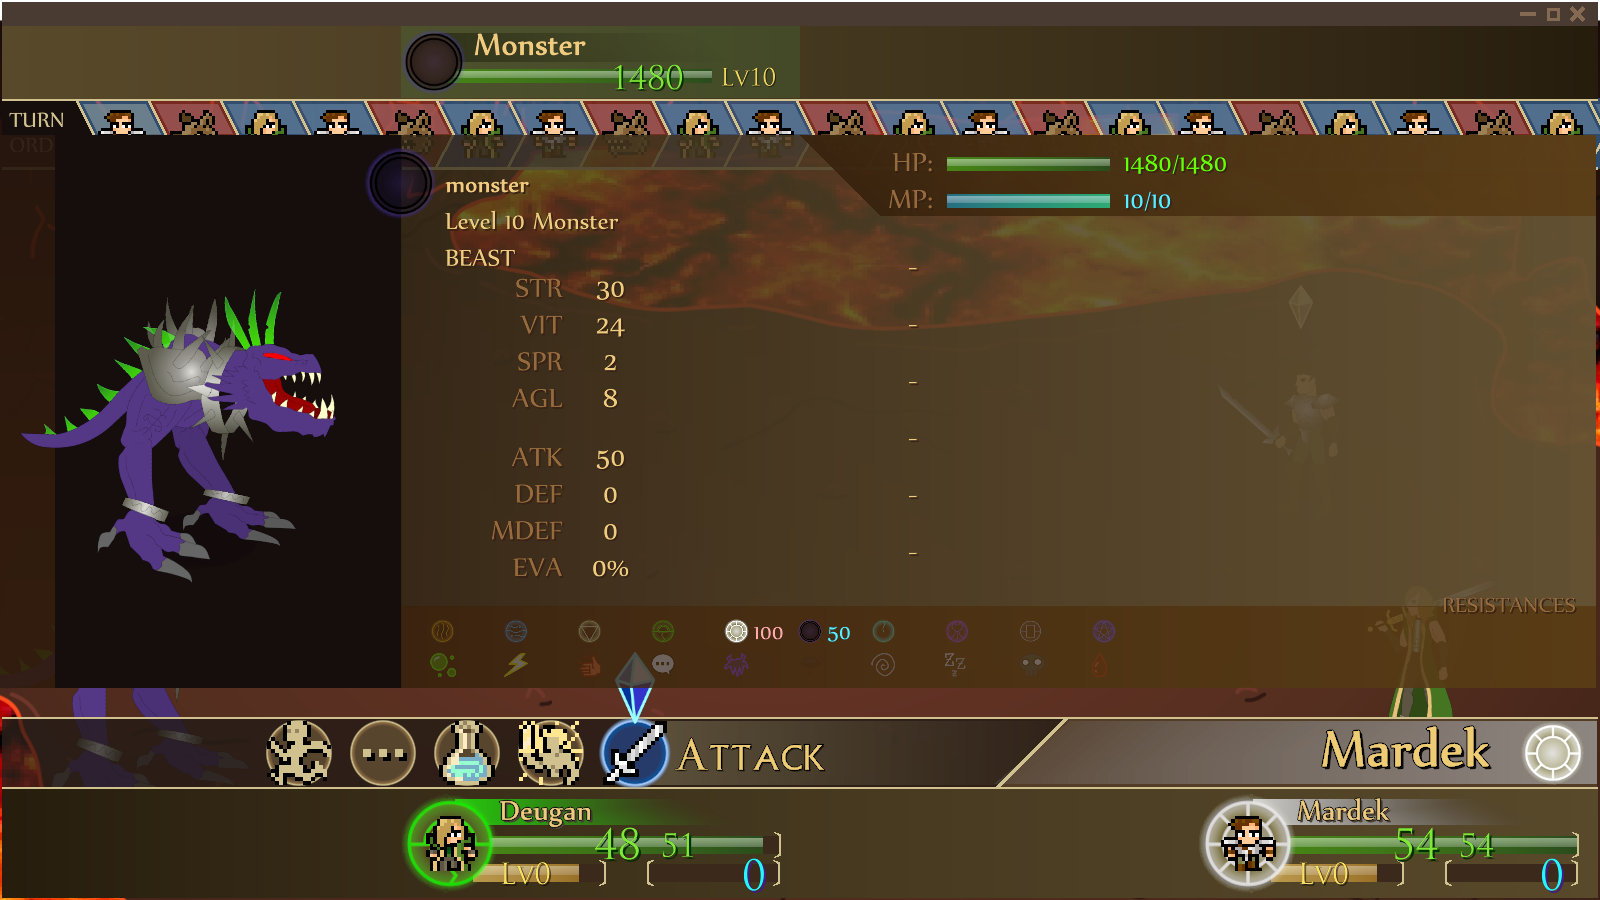 Monster
1480 Lv10
TURN
ORD
HP: 1480/1480
MP: 10/10
monster
Level 10 Monster
BEAST
STR 30
VIT 24
SPR 2
AGL 8
ATK 50
DEF 0
MDEF 0
EVA 0%
–
–
–
–
–
–
RESISTANCES
100 50
ZZZ
Attack
Mardek
Deugan
48 51
Lv0 0
Mardek
54 54
Lv0 0